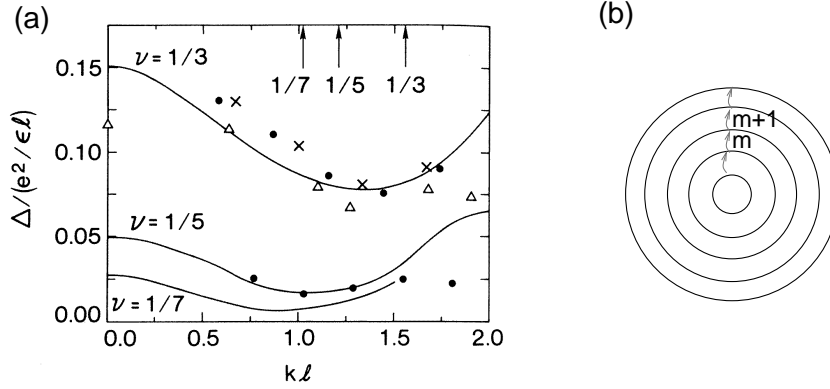 (a)
(b)
ν = 1/3
1/7 1/5 1/3
0.15
0.10
0.05
0.00
Δ/(e²/εℓ)
ν = 1/5
ν = 1/7
0.0 0.5 1.0 1.5 2.0
kℓ
m+1
m